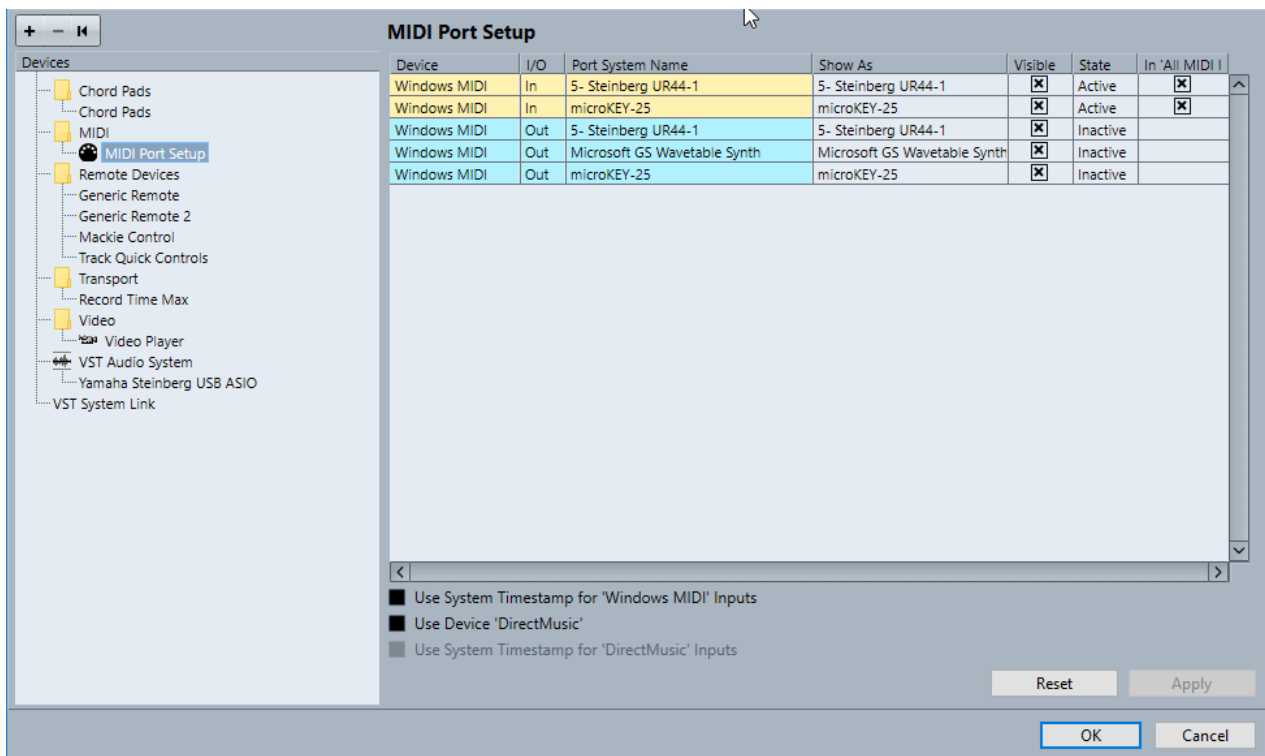 + −
MIDI Port Setup
Devices
Chord Pads
Chord Pads
MIDI
MIDI Port Setup
Remote Devices
Generic Remote
Generic Remote 2
Mackie Control
Track Quick Controls
Transport
Record Time Max
Video
Video Player
VST Audio System
Yamaha Steinberg USB ASIO
VST System Link
Device I/O Port System Name Show As Visible State In 'All MIDI I
Windows MIDI In 5- Steinberg UR44-1 5- Steinberg UR44-1 Active
Windows MIDI In microKEY-25 microKEY-25 Active
Windows MIDI Out 5- Steinberg UR44-1 5- Steinberg UR44-1 Inactive
Windows MIDI Out Microsoft GS Wavetable Synth Microsoft GS Wavetable Synth Inactive
Windows MIDI Out microKEY-25 microKEY-25 Inactive
Use System Timestamp for 'Windows MIDI' Inputs
Use Device 'DirectMusic'
Use System Timestamp for 'DirectMusic' Inputs
Reset Apply
OK Cancel